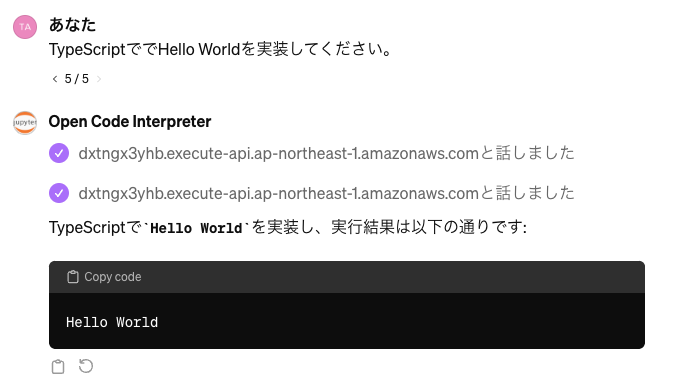 TA
あなた
TypeScriptででHello Worldを実装してください。
< 5 / 5 >
jupyter
Open Code Interpreter
dxtngx3yhb.execute-api.ap-northeast-1.amazonaws.comと話しました
dxtngx3yhb.execute-api.ap-northeast-1.amazonaws.comと話しました
TypeScriptで`Hello World`を実装し、実行結果は以下の通りです:
Copy code
Hello World